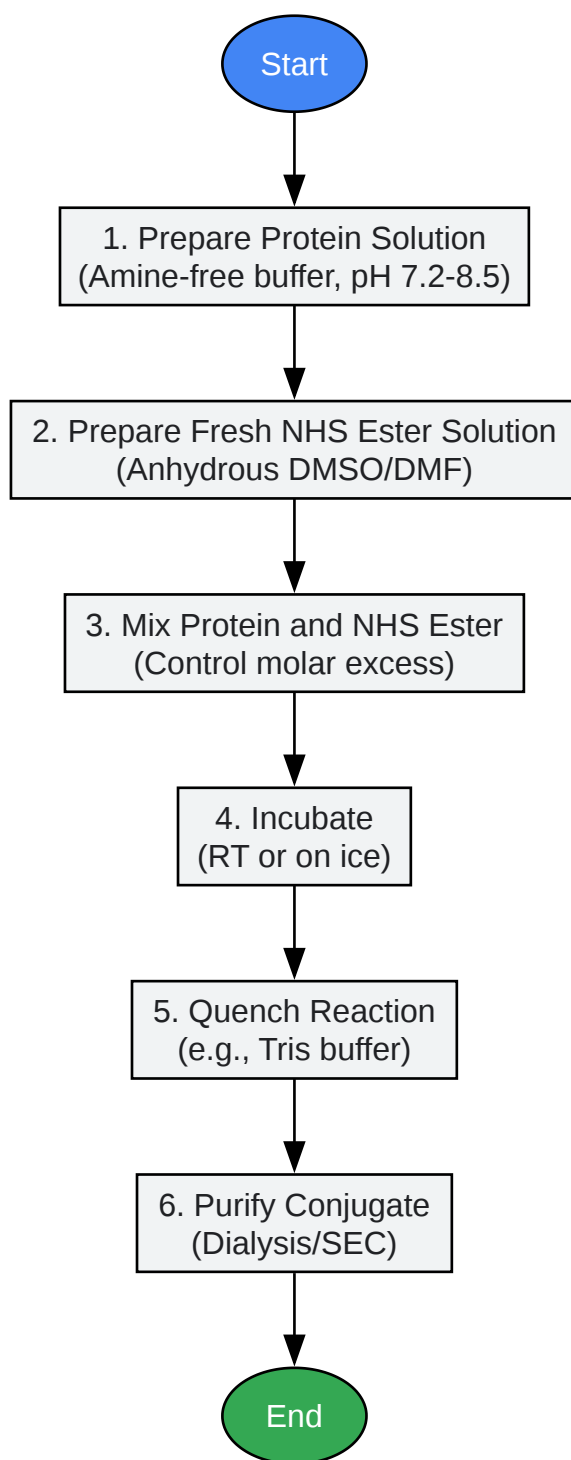 Start
1. Prepare Protein Solution
(Amine-free buffer, pH 7.2-8.5)
2. Prepare Fresh NHS Ester Solution
(Anhydrous DMSO/DMF)
3. Mix Protein and NHS Ester
(Control molar excess)
4. Incubate
(RT or on ice)
5. Quench Reaction
(e.g., Tris buffer)
6. Purify Conjugate
(Dialysis/SEC)
End